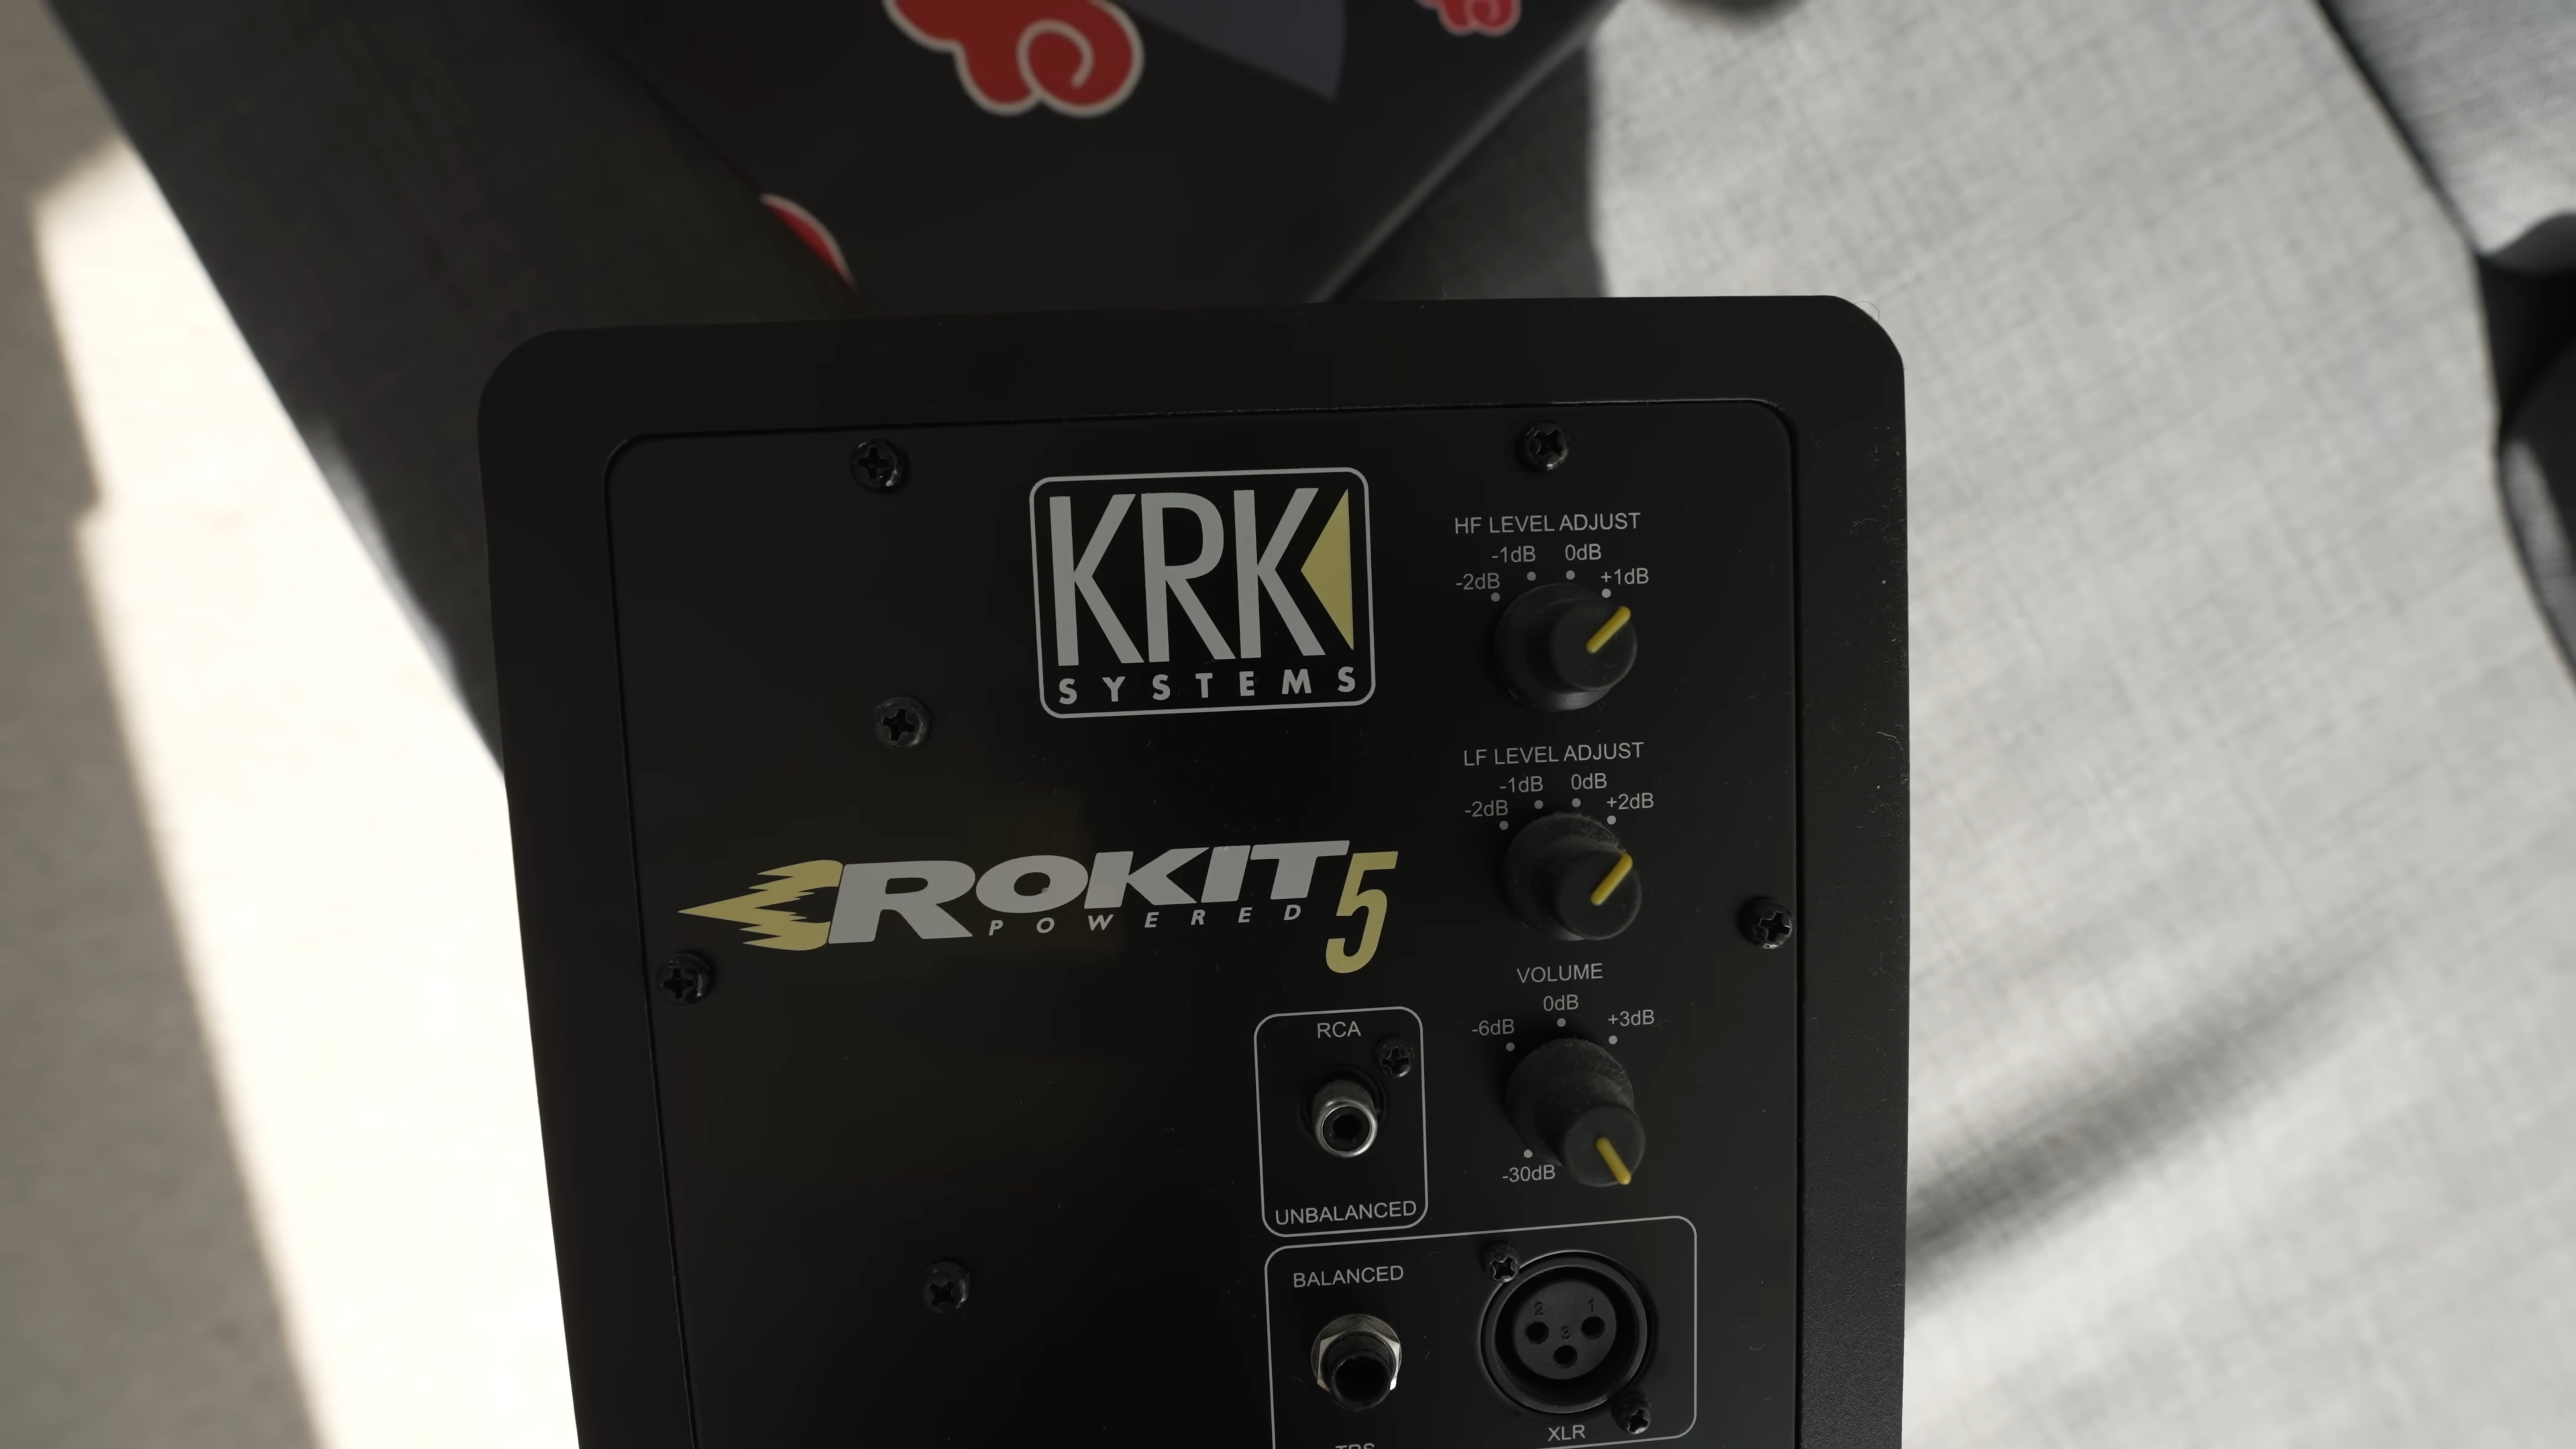 KRK
SYSTEMS
HF LEVEL ADJUST
-1dB 0dB
-2dB +1dB
LF LEVEL ADJUST
-1dB 0dB
-2dB +2dB
ROKIT 5
POWERED
VOLUME
0dB
-6dB +3dB
-30dB
RCA
UNBALANCED
BALANCED
2 1
3
XLR